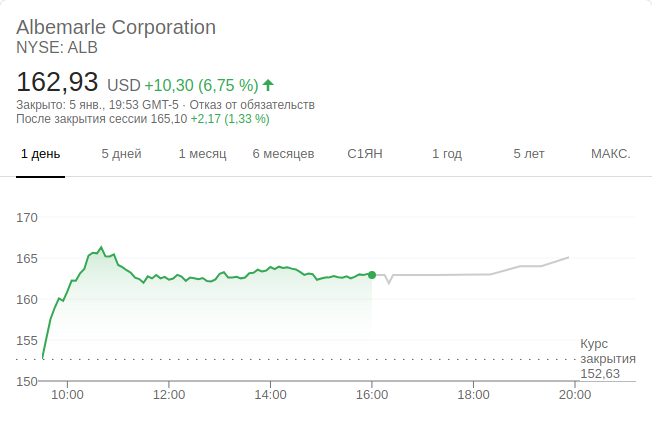 Albemarle Corporation
NYSE: ALB
162,93 USD +10,30 (6,75 %)
Закрыто: 5 янв., 19:53 GMT-5 · Отказ от обязательств
После закрытия сессии 165,10 +2,17 (1,33 %)
1 день 5 дней 1 месяц 6 месяцев С1ЯН 1 год 5 лет МАКС.
170
165
160
155
150
Курс
закрытия
152,63
10:00 12:00 14:00 16:00 18:00 20:00